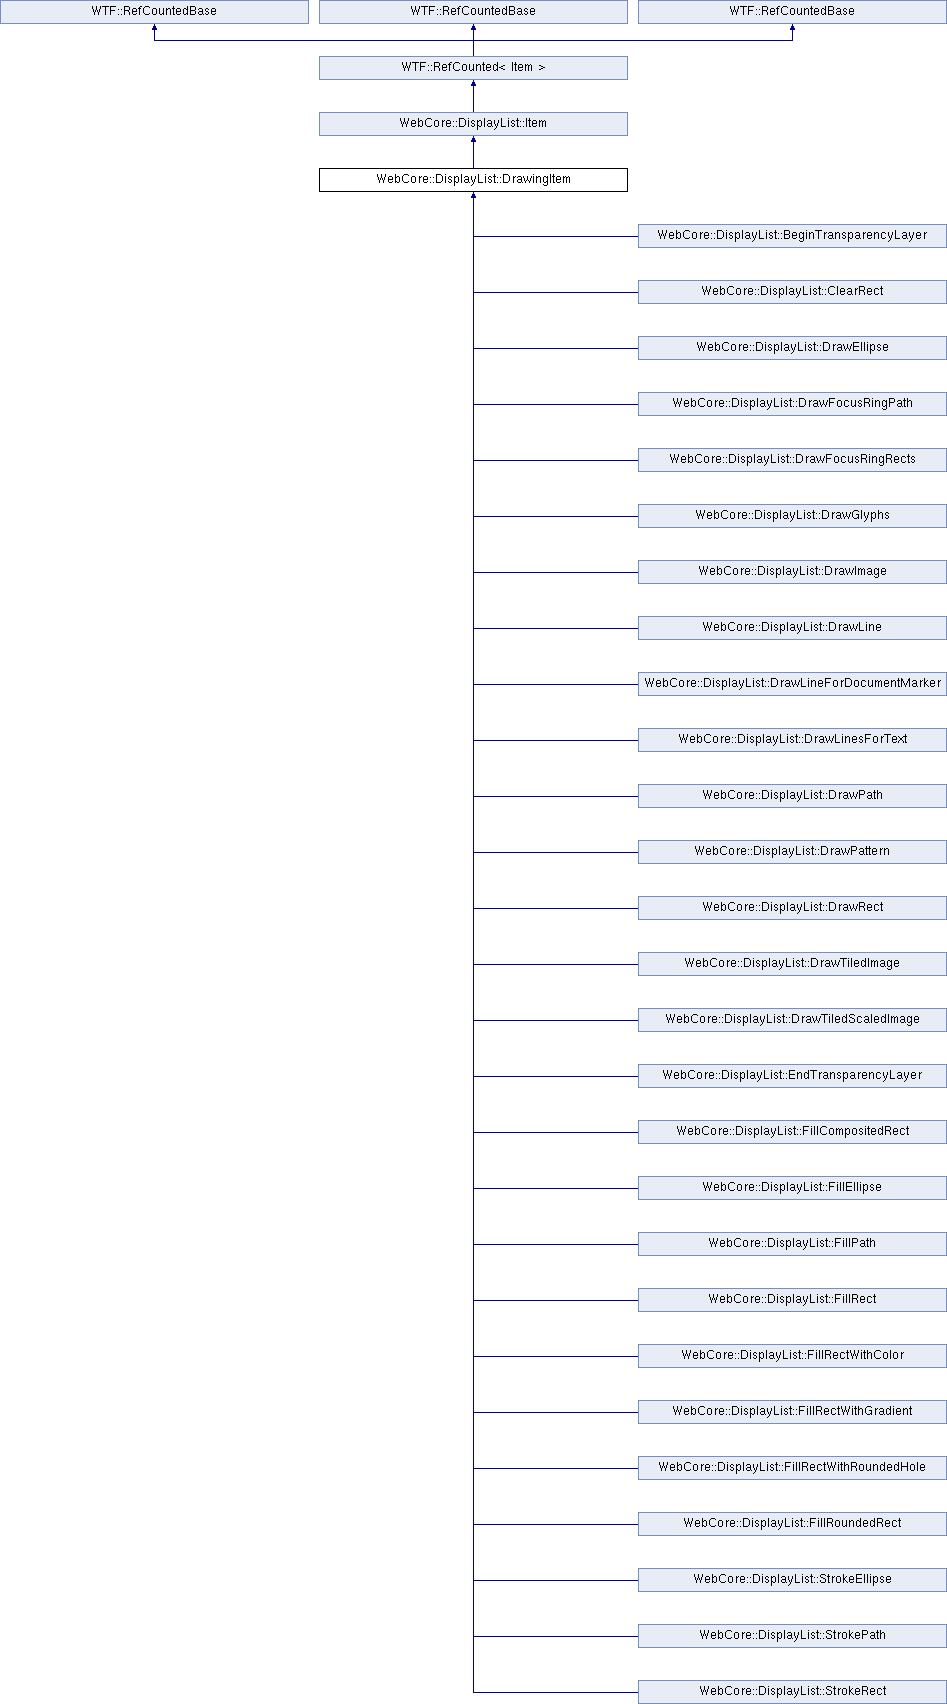 WTF::RefCountedBase
WTF::RefCountedBase
WTF::RefCountedBase
WTF::RefCounted< Item >
WebCore::DisplayList::Item
WebCore::DisplayList::DrawingItem
WebCore::DisplayList::BeginTransparencyLayer
WebCore::DisplayList::ClearRect
WebCore::DisplayList::DrawEllipse
WebCore::DisplayList::DrawFocusRingPath
WebCore::DisplayList::DrawFocusRingRects
WebCore::DisplayList::DrawGlyphs
WebCore::DisplayList::DrawImage
WebCore::DisplayList::DrawLine
WebCore::DisplayList::DrawLineForDocumentMarker
WebCore::DisplayList::DrawLinesForText
WebCore::DisplayList::DrawPath
WebCore::DisplayList::DrawPattern
WebCore::DisplayList::DrawRect
WebCore::DisplayList::DrawTiledImage
WebCore::DisplayList::DrawTiledScaledImage
WebCore::DisplayList::EndTransparencyLayer
WebCore::DisplayList::FillCompositedRect
WebCore::DisplayList::FillEllipse
WebCore::DisplayList::FillPath
WebCore::DisplayList::FillRect
WebCore::DisplayList::FillRectWithColor
WebCore::DisplayList::FillRectWithGradient
WebCore::DisplayList::FillRectWithRoundedHole
WebCore::DisplayList::FillRoundedRect
WebCore::DisplayList::StrokeEllipse
WebCore::DisplayList::StrokePath
WebCore::DisplayList::StrokeRect